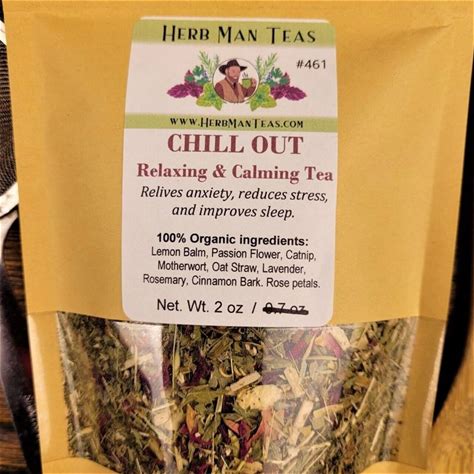 HERB MAN TEAS
#461
WWW.HERBMANTEAS.COM
CHILL OUT
Relaxing & Calming Tea
Relives anxiety, reduces stress,
and improves sleep.
100% Organic ingredients:
Lemon Balm, Passion Flower, Catnip,
Motherwort, Oat Straw, Lavender,
Rosemary, Cinnamon Bark. Rose petals.
Net. Wt. 2 oz / 0.7 oz